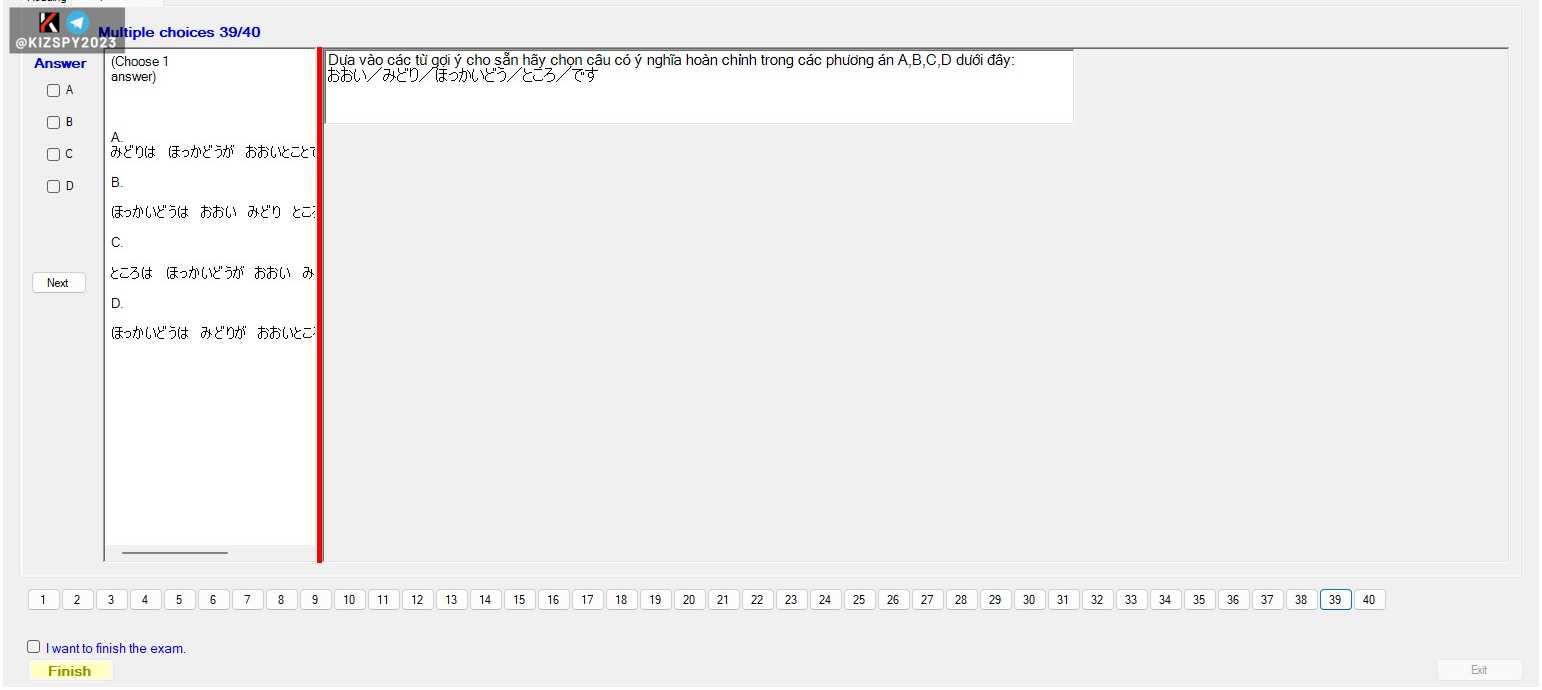 @KIZSPY2023
Multiple choices 39/40
Answer
A
B
C
D
Next
(Choose 1
answer)
A.
みどりは ほっかどうが おおいとことで
B.
ほっかいどうは おおい みどり とこ
C.
ところは ほっかいどうが おおい み
D.
ほっかいどうは みどりが おおいとこ
Dựa vào các từ gợi ý cho sẵn hãy chọn câu có ý nghĩa hoàn chỉnh trong các phương án A,B,C,D dưới đây:
おおい／みどり／ほっかいどう／ところ／です
1 2 3 4 5 6 7 8 9 10 11 12 13 14 15 16 17 18 19 20 21 22 23 24 25 26 27 28 29 30 31 32 33 34 35 36 37 38 39 40
I want to finish the exam.
Finish
Exit